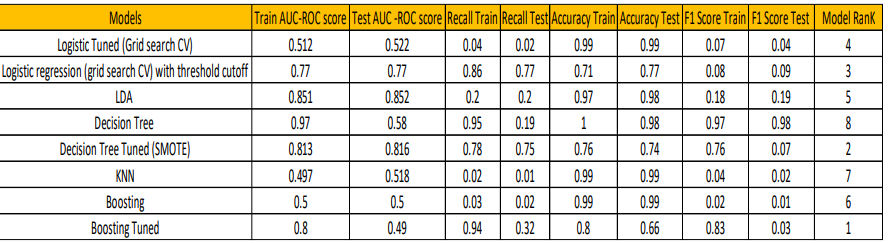 Models Train AUC-ROC score Test AUC -ROC score Recall Train Recall Test Accuracy Train Accuracy Test F1 Score Train F1 Score Test Model RanK
Logistic Tuned (Grid search CV) 0.512 0.522 0.04 0.02 0.99 0.99 0.07 0.04 4
Logistic regression (grid search CV) with threshold cutoff 0.77 0.77 0.86 0.77 0.71 0.77 0.08 0.09 3
LDA 0.851 0.852 0.2 0.2 0.97 0.98 0.18 0.19 5
Decision Tree 0.97 0.58 0.95 0.19 1 0.98 0.97 0.98 8
Decision Tree Tuned (SMOTE) 0.813 0.816 0.78 0.75 0.76 0.74 0.76 0.07 2
KNN 0.497 0.518 0.02 0.01 0.99 0.99 0.04 0.02 7
Boosting 0.5 0.5 0.03 0.02 0.99 0.99 0.02 0.01 6
Boosting Tuned 0.8 0.49 0.94 0.32 0.8 0.66 0.83 0.03 1